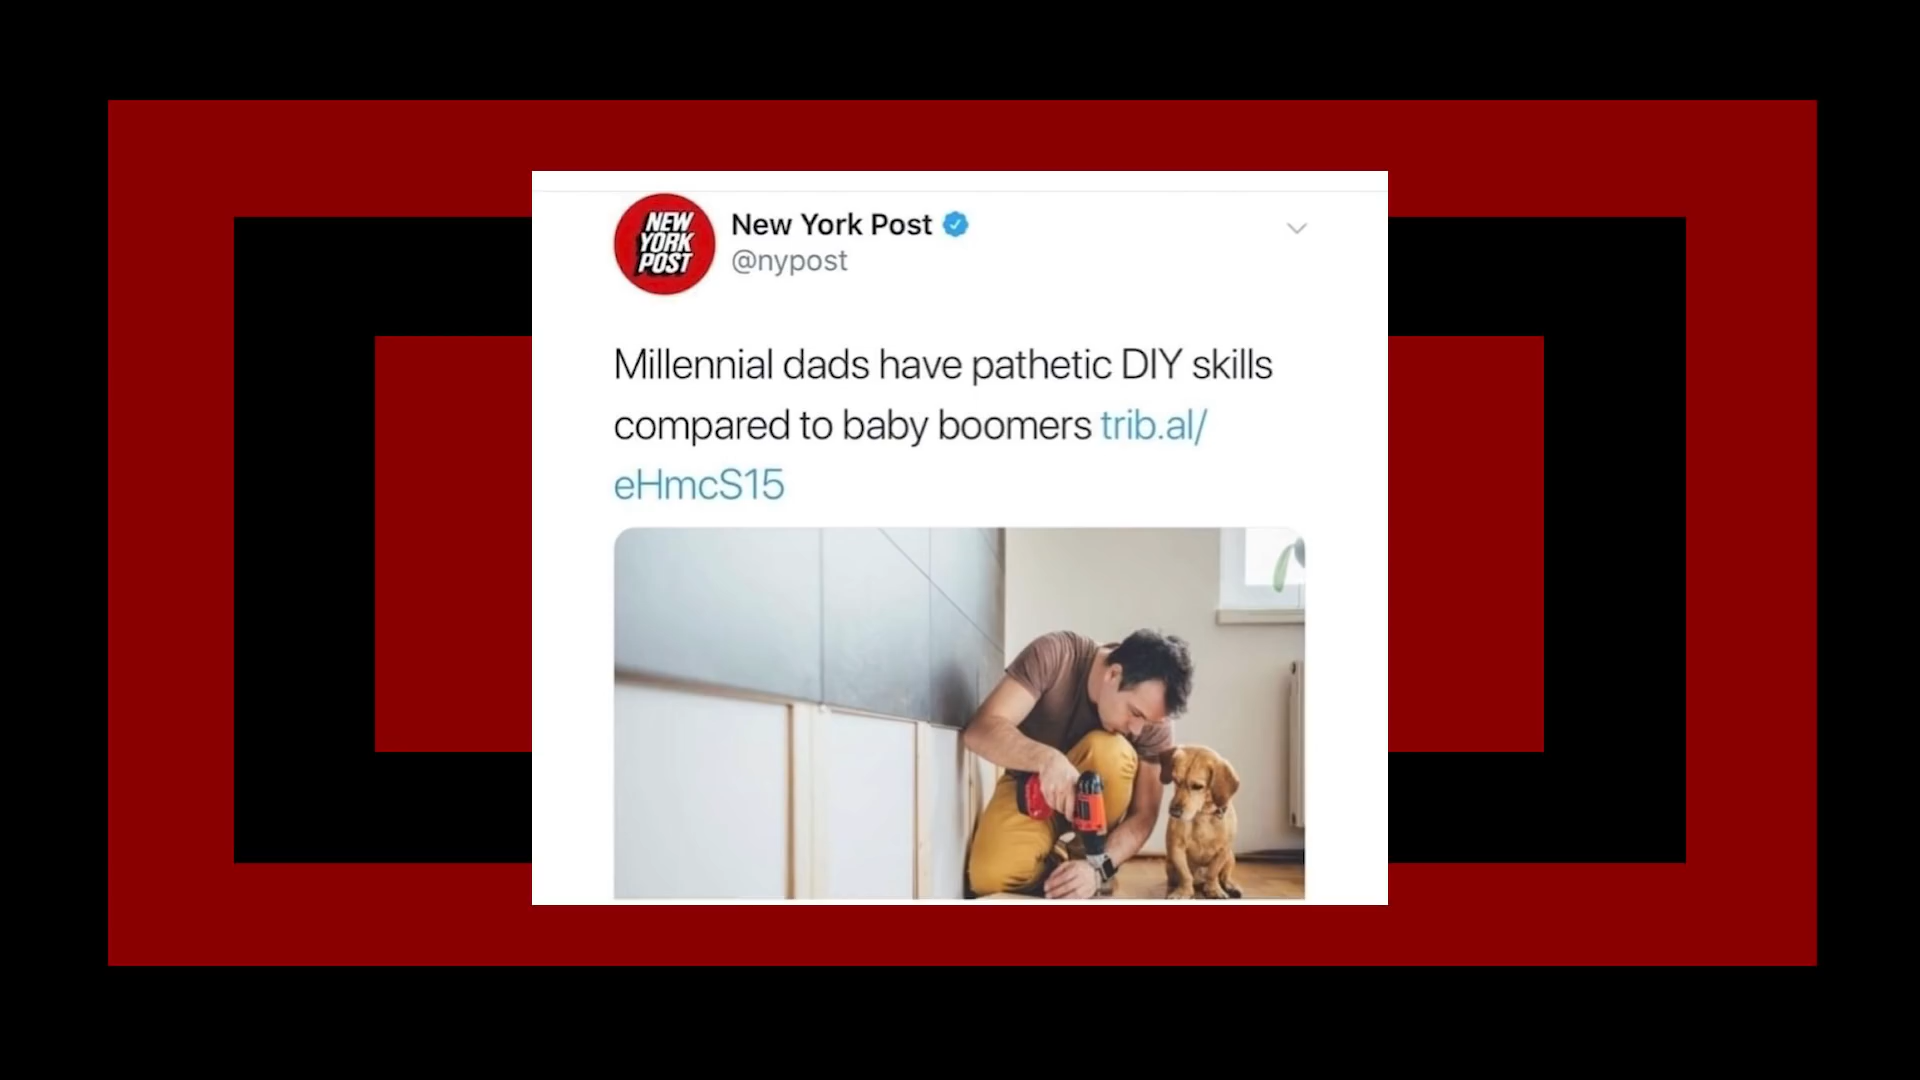 NEW
YORK
POST
New York Post
@nypost
Millennial dads have pathetic DIY skills
compared to baby boomers trib.al/
eHmcS15